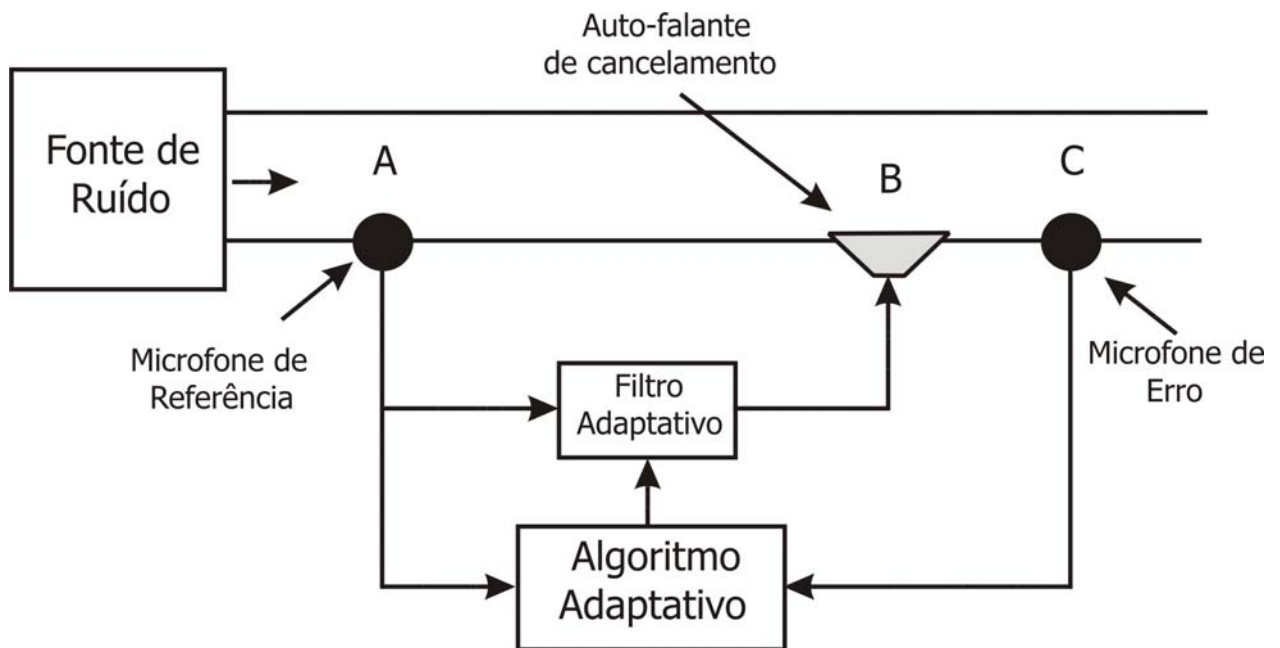 Auto-falante
de cancelamento
Fonte de
Ruído
A
B
C
Microfone de
Referência
Filtro
Adaptativo
Microfone de
Erro
Algoritmo
Adaptativo